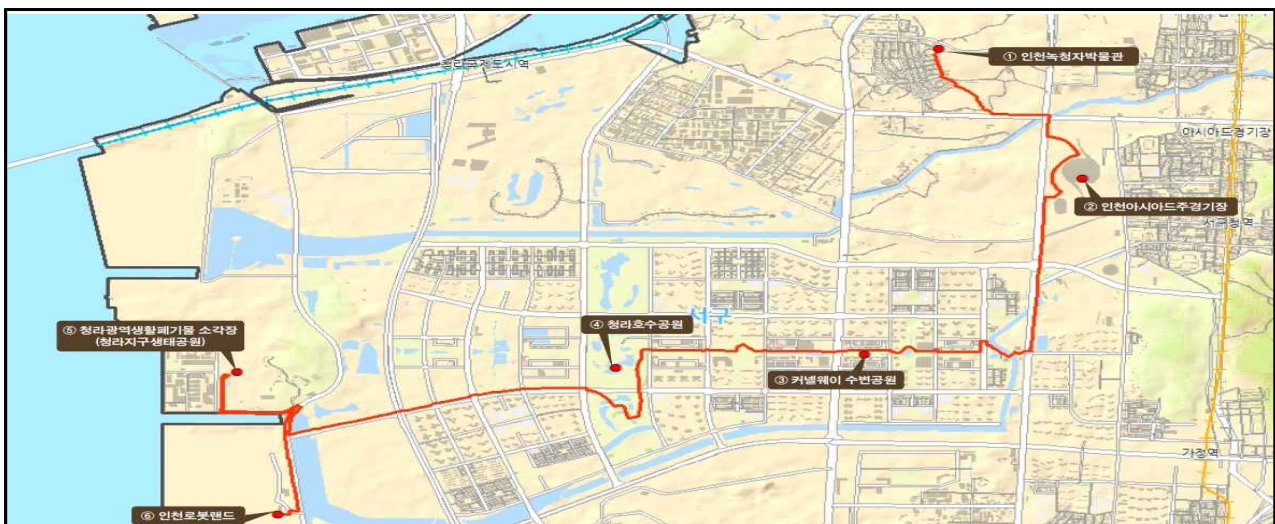 ① 인천녹청자박물관
청라국제도시역
아시아드경기장
② 인천아시아드주경기장
서구청역
서구
④ 청라호수공원
⑤ 청라광역생활폐기물 소각장
(청라지구생태공원)
③ 커낼웨이 수변공원
가정역
⑥ 인천로봇랜드